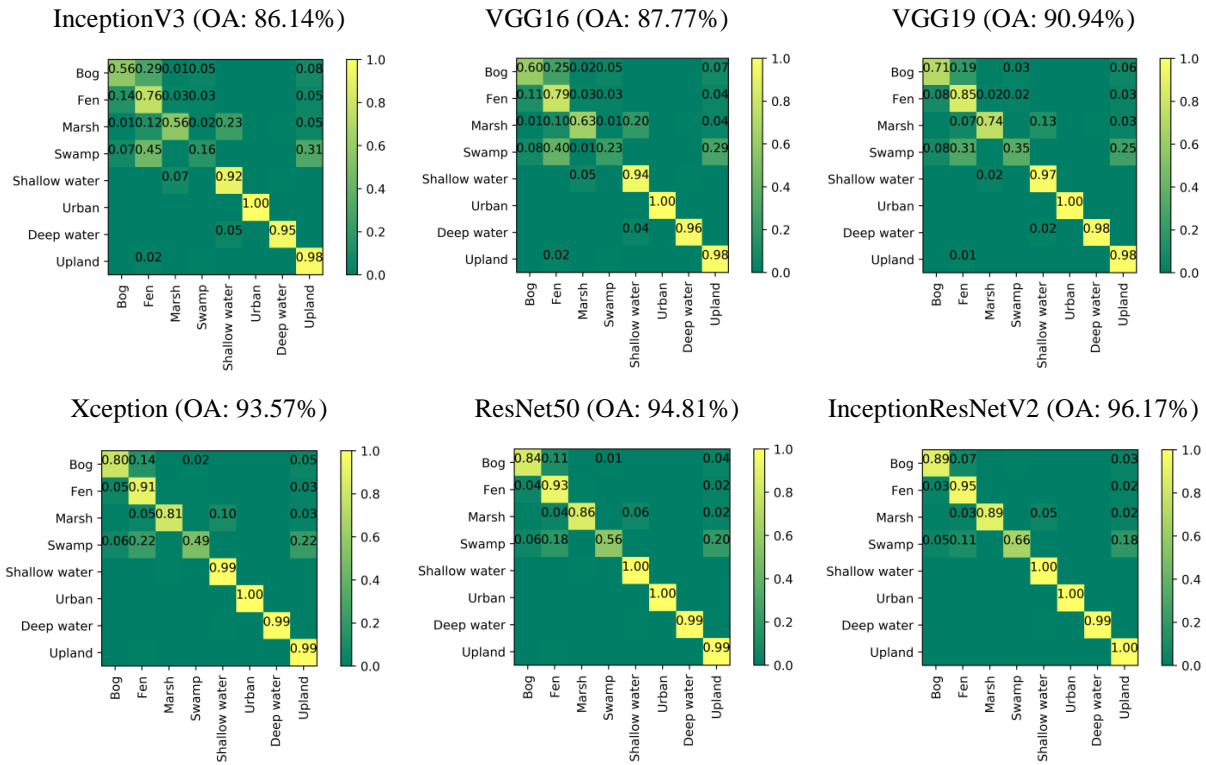 InceptionV3 (OA: 86.14%)
Bog 0.56 0.29 0.01 0.05 0.08
Fen 0.14 0.76 0.03 0.03 0.05
Marsh 0.01 0.12 0.56 0.02 0.23 0.05
Swamp 0.07 0.45 0.16 0.31
Shallow water 0.07 0.92
Urban 1.00
Deep water 0.05 0.95
Upland 0.02 0.98
Bog Fen Marsh Swamp Shallow water Urban Deep water Upland
1.0
0.8
0.6
0.4
0.2
0.0
VGG16 (OA: 87.77%)
Bog 0.60 0.25 0.02 0.05 0.07
Fen 0.11 0.79 0.03 0.03 0.04
Marsh 0.01 0.10 0.63 0.01 0.20 0.04
Swamp 0.08 0.40 0.01 0.23 0.29
Shallow water 0.05 0.94
Urban 1.00
Deep water 0.04 0.96
Upland 0.02 0.98
Bog Fen Marsh Swamp Shallow water Urban Deep water Upland
1.0
0.8
0.6
0.4
0.2
0.0
VGG19 (OA: 90.94%)
Bog 0.71 0.19 0.03 0.06
Fen 0.08 0.85 0.02 0.02 0.03
Marsh 0.07 0.74 0.13 0.03
Swamp 0.08 0.31 0.35 0.25
Shallow water 0.02 0.97
Urban 1.00
Deep water 0.02 0.98
Upland 0.01 0.98
Bog Fen Marsh Swamp Shallow water Urban Deep water Upland
1.0
0.8
0.6
0.4
0.2
0.0
Xception (OA: 93.57%)
Bog 0.80 0.14 0.02 0.05
Fen 0.05 0.91 0.03
Marsh 0.05 0.81 0.10 0.03
Swamp 0.06 0.22 0.49 0.22
Shallow water 0.99
Urban 1.00
Deep water 0.99
Upland 0.99
Bog Fen Marsh Swamp Shallow water Urban Deep water Upland
1.0
0.8
0.6
0.4
0.2
0.0
ResNet50 (OA: 94.81%)
Bog 0.84 0.11 0.01 0.04
Fen 0.04 0.93 0.02
Marsh 0.04 0.86 0.06 0.02
Swamp 0.06 0.18 0.56 0.20
Shallow water 1.00
Urban 1.00
Deep water 0.99
Upland 0.99
Bog Fen Marsh Swamp Shallow water Urban Deep water Upland
1.0
0.8
0.6
0.4
0.2
0.0
InceptionResNetV2 (OA: 96.17%)
Bog 0.89 0.07 0.03
Fen 0.03 0.95 0.02
Marsh 0.03 0.89 0.05 0.02
Swamp 0.05 0.11 0.66 0.18
Shallow water 1.00
Urban 1.00
Deep water 0.99
Upland 1.00
Bog Fen Marsh Swamp Shallow water Urban Deep water Upland
1.0
0.8
0.6
0.4
0.2
0.0